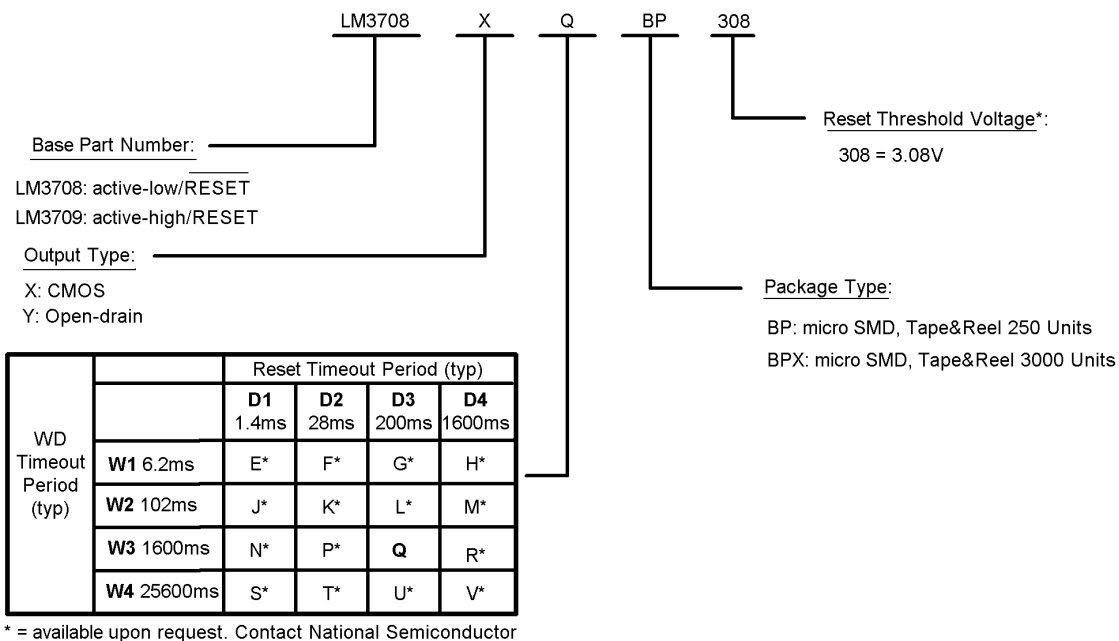 LM3708 X Q BP 308
Reset Threshold Voltage*:
308 = 3.08V
Base Part Number:
LM3708: active-low/RESET
LM3709: active-high/RESET
Output Type:
X: CMOS
Y: Open-drain
Package Type:
BP: micro SMD, Tape&Reel 250 Units
BPX: micro SMD, Tape&Reel 3000 Units
WD Timeout Period (typ)
Reset Timeout Period (typ)
D1 1.4ms D2 28ms D3 200ms D4 1600ms
W1 6.2ms E* F* G* H*
W2 102ms J* K* L* M*
W3 1600ms N* P* Q R*
W4 25600ms S* T* U* V*
* = available upon request. Contact National Semiconductor